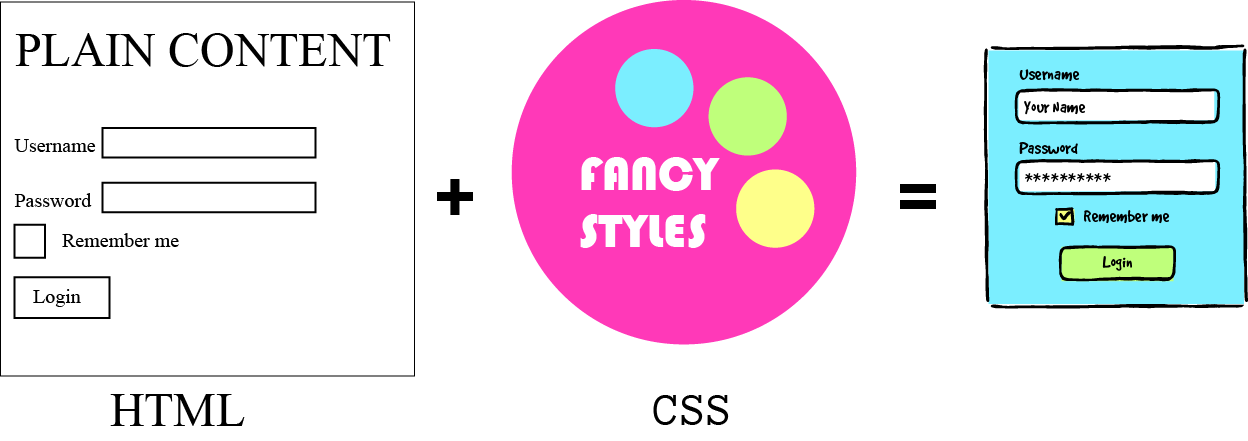 PLAIN CONTENT
Username
Password
Remember me
Login
HTML
+
FANCY
STYLES
CSS
=
Username
Your Name
Password
**********
Remember me
Login